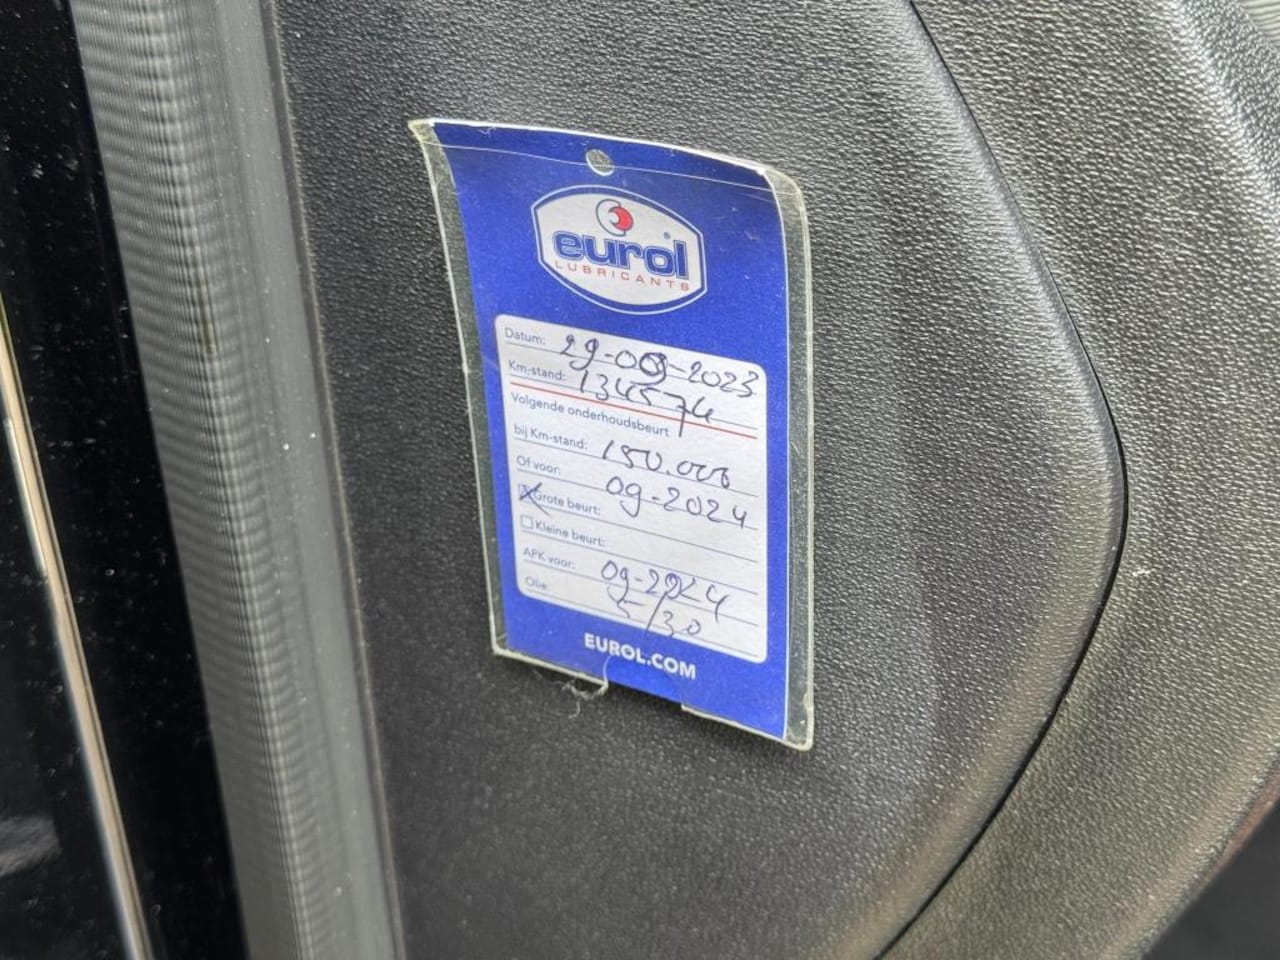 eurol®
LUBRICANTS
Datum: 29-09-2023
Km-stand: 134574
Volgende onderhoudsbeurt
bij Km-stand: 150.000
Of voor: 09-2024
Grote beurt:
Kleine beurt:
APK voor: 09-2024
Olie: 5/30
EUROL.COM